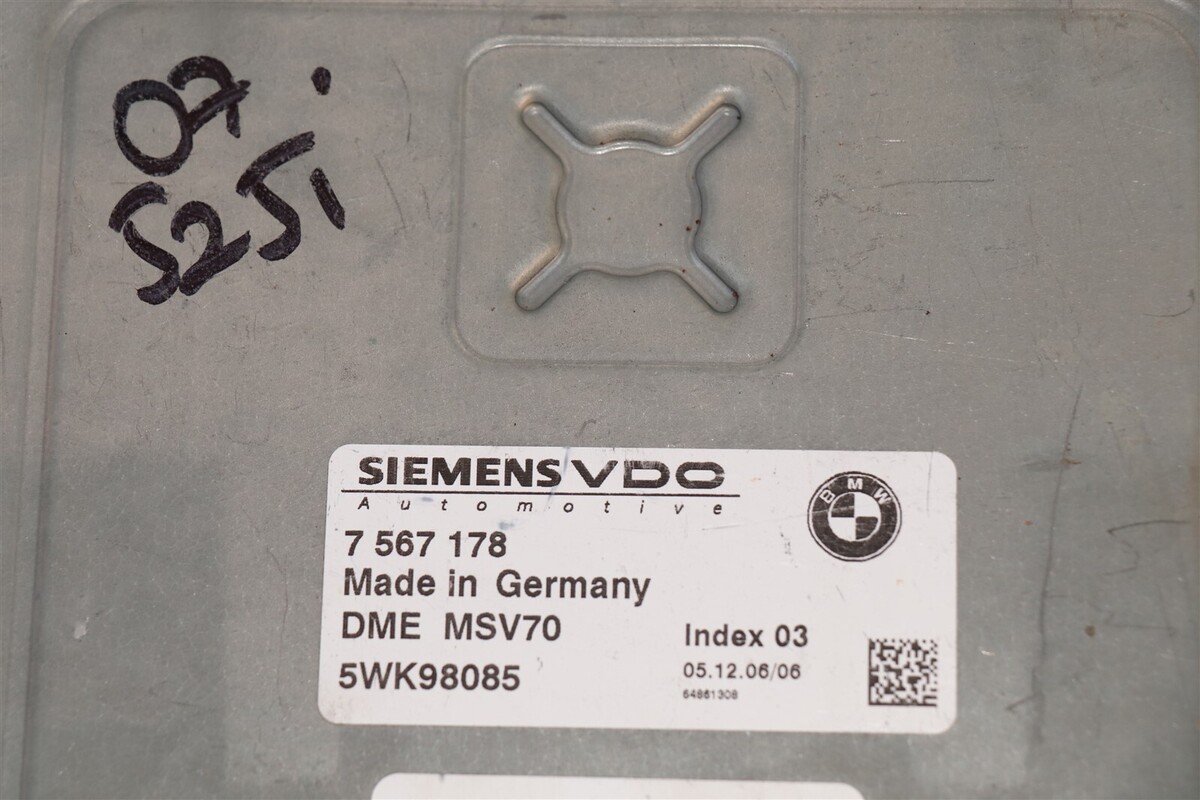 07
525i
SIEMENS VDO
Automotive
BMW
7 567 178
Made in Germany
DME MSV70
Index 03
5WK98085
05.12.06/06
64861308